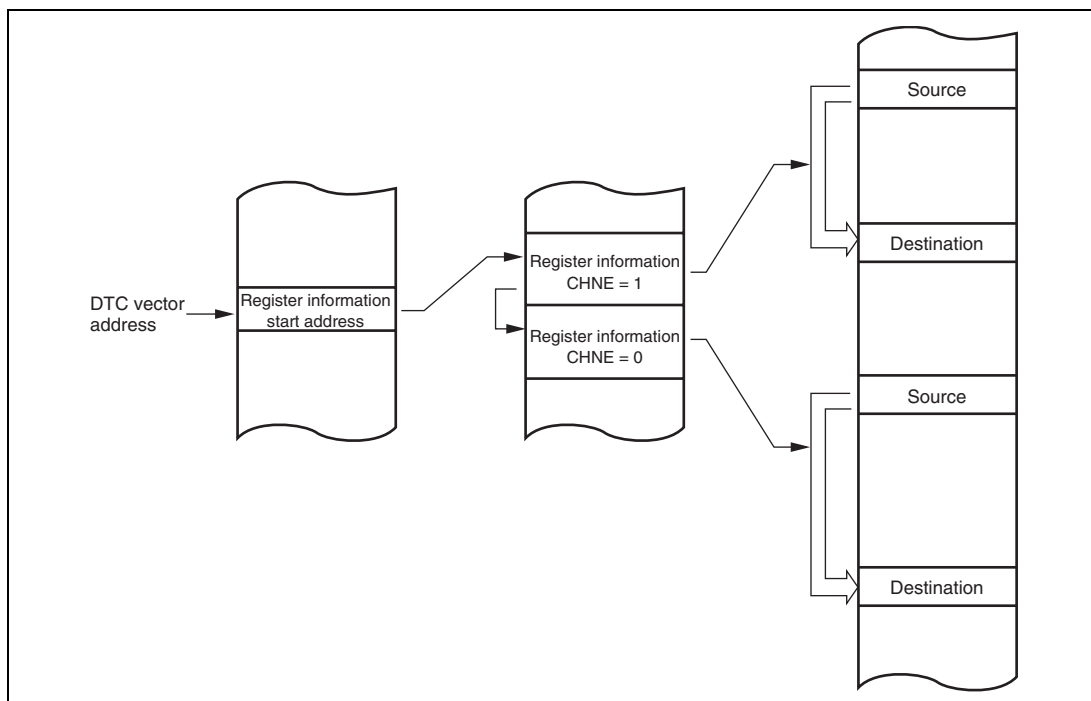 DTC vector
address
Register information
start address
Register information
CHNE = 1
Register information
CHNE = 0
Source
Destination
Source
Destination